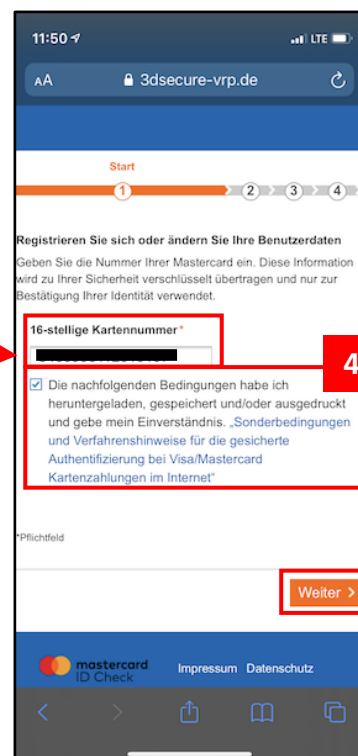 11:50
LTE
AA 3dsecure-vrp.de
Start
1 2 3 4
Registrieren Sie sich oder ändern Sie Ihre Benutzerdaten
Geben Sie die Nummer Ihrer Mastercard ein. Diese Information
wird zu Ihrer Sicherheit verschlüsselt übertragen und nur zur
Bestätigung Ihrer Identität verwendet.
16-stellige Kartennummer*
4
Die nachfolgenden Bedingungen habe ich
heruntergeladen, gespeichert und/oder ausgedruckt
und gebe mein Einverständnis. „Sonderbedingungen
und Verfahrenshinweise für die gesicherte
Authentifizierung bei Visa/Mastercard
Kartenzahlungen im Internet"
*Pflichtfeld
Weiter >
mastercard
ID Check
Impressum Datenschutz